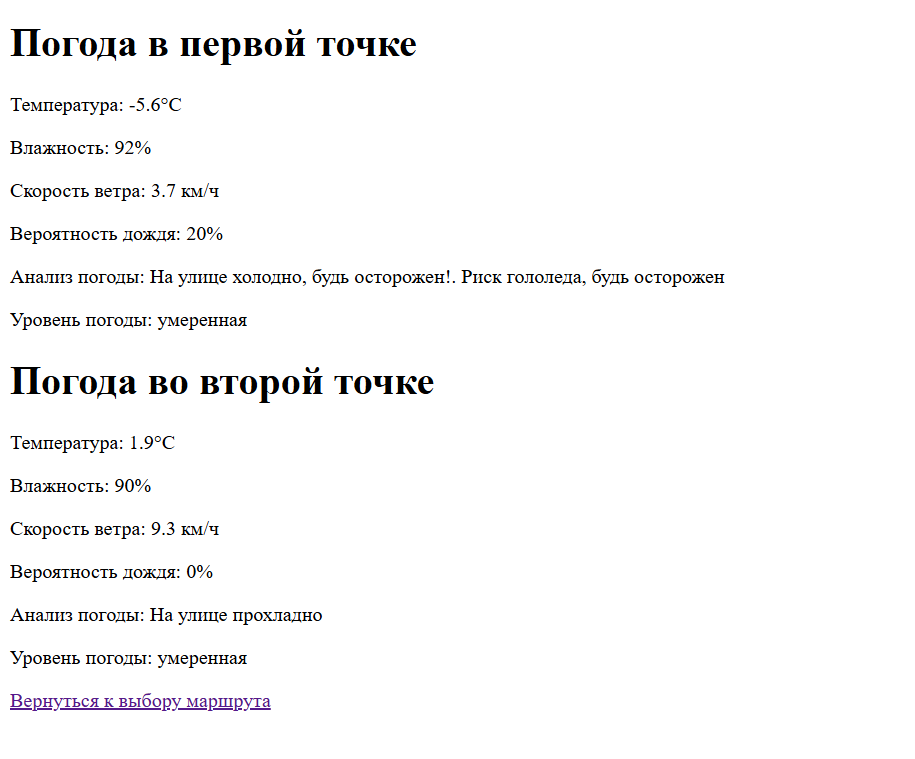 Погода в первой точке
Температура: -5.6°C
Влажность: 92%
Скорость ветра: 3.7 км/ч
Вероятность дождя: 20%
Анализ погоды: На улице холодно, будь осторожен!. Риск гололеда, будь осторожен
Уровень погоды: умеренная
Погода во второй точке
Температура: 1.9°C
Влажность: 90%
Скорость ветра: 9.3 км/ч
Вероятность дождя: 0%
Анализ погоды: На улице прохладно
Уровень погоды: умеренная
Вернуться к выбору маршрута